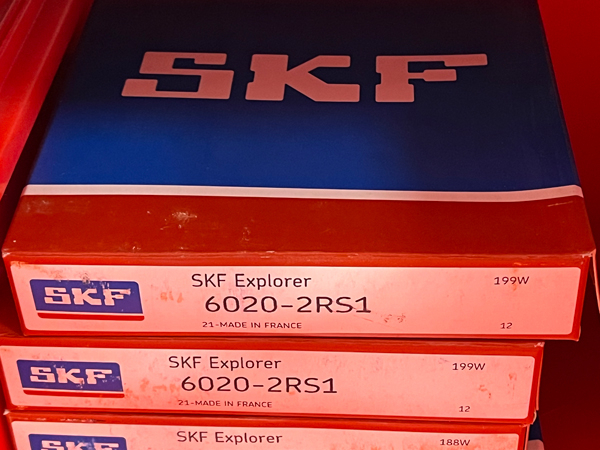 SKF
SKF
SKF Explorer
199W
6020-2RS1
21-MADE IN FRANCE
12
SKF
SKF Explorer
199W
6020-2RS1
21-MADE IN FRANCE
12
SKF
SKF Explorer
188W